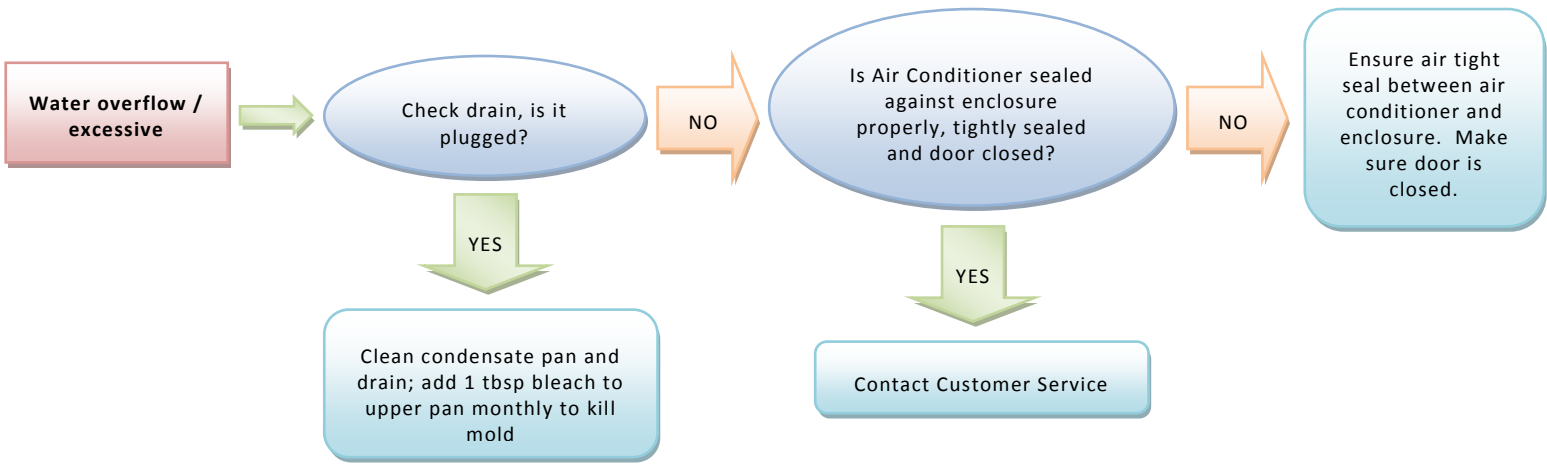 Water overflow /
excessive
Check drain, is it
plugged?
NO
Is Air Conditioner sealed
against enclosure
properly, tightly sealed
and door closed?
NO
Ensure air tight
seal between air
conditioner and
enclosure. Make
sure door is
closed.
YES
Clean condensate pan and
drain; add 1 tbsp bleach to
upper pan monthly to kill
mold
YES
Contact Customer Service